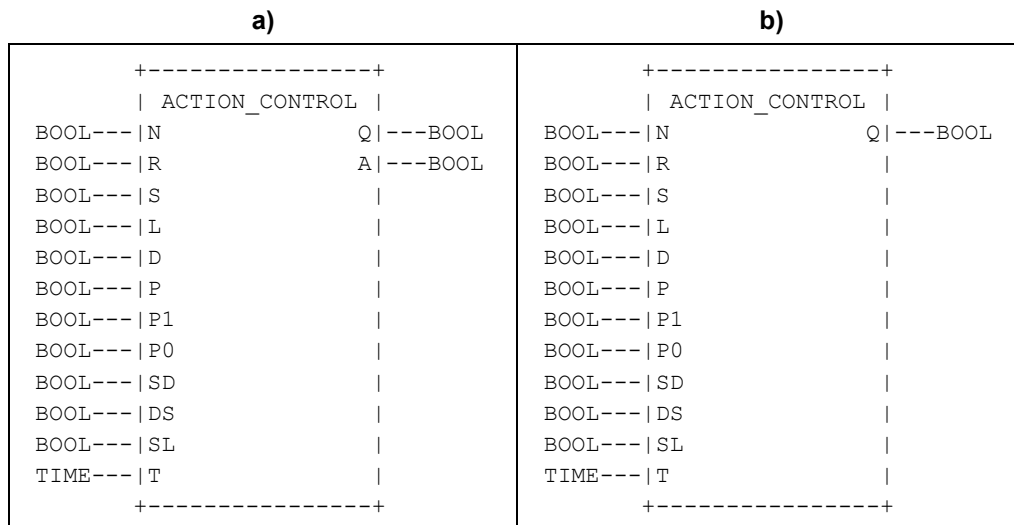 a) b)
+----------------+ +----------------+
| ACTION_CONTROL | | ACTION_CONTROL |
BOOL---|N Q|---BOOL BOOL---|N Q|---BOOL
BOOL---|R A|---BOOL BOOL---|R |
BOOL---|S | BOOL---|S |
BOOL---|L | BOOL---|L |
BOOL---|D | BOOL---|D |
BOOL---|P | BOOL---|P |
BOOL---|P1 | BOOL---|P1 |
BOOL---|P0 | BOOL---|P0 |
BOOL---|SD | BOOL---|SD |
BOOL---|DS | BOOL---|DS |
BOOL---|SL | BOOL---|SL |
TIME---|T | TIME---|T |
+----------------+ +----------------+